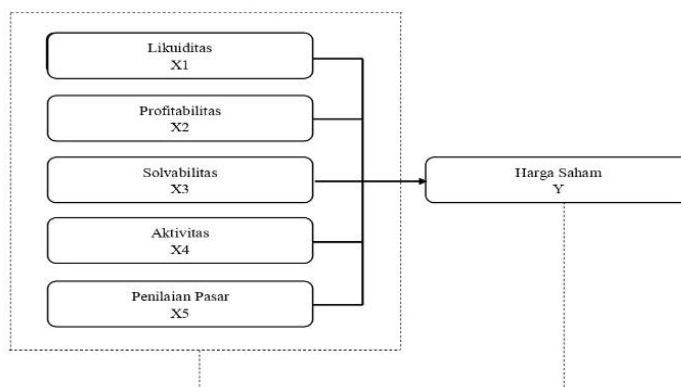 Likuiditas
X1
Profitabilitas
X2
Solvabilitas
X3
Harga Saham
Y
Aktivitas
X4
Penilaian Pasar
X5